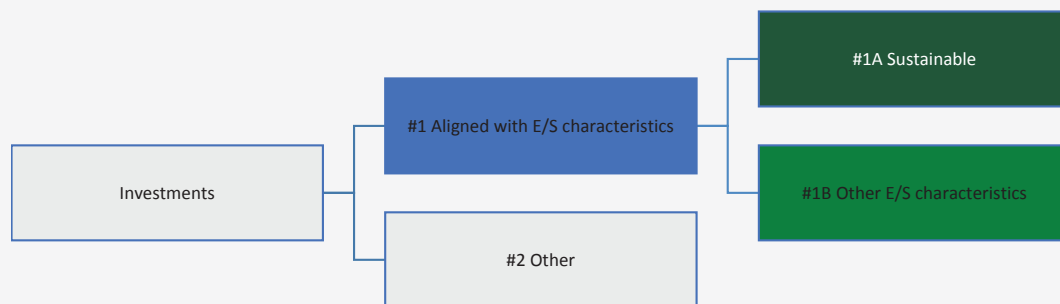 #1A Sustainable
#1 Aligned with E/S characteristics
Investments
#1B Other E/S characteristics
#2 Other